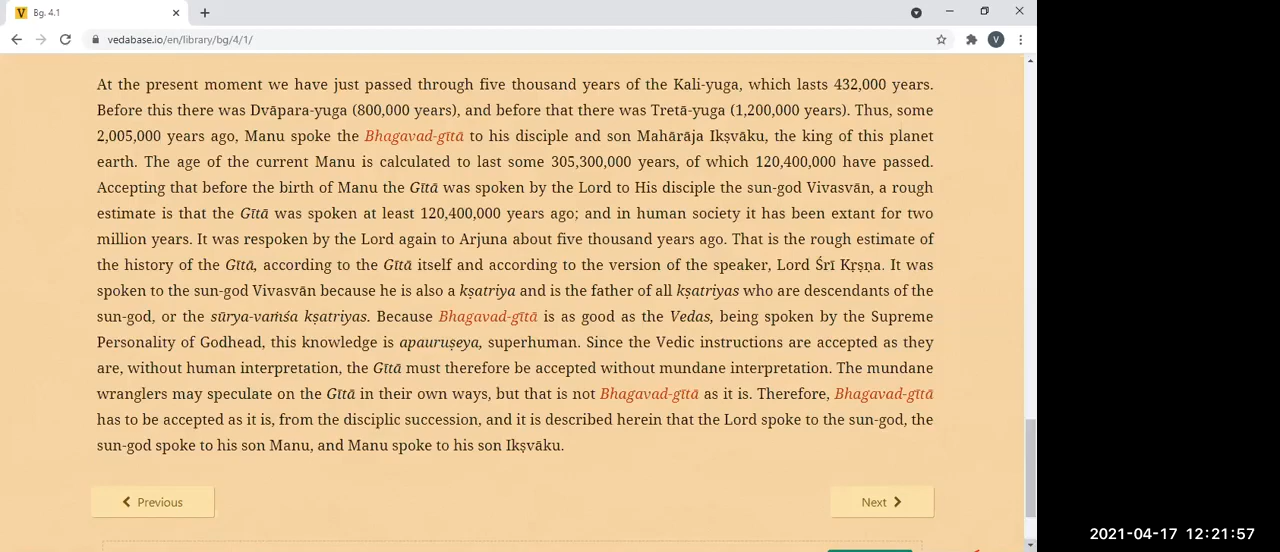 Bg. 4.1
vedabase.io/en/library/bg/4/1/
V
At the present moment we have just passed through five thousand years of the Kali-yuga, which lasts 432,000 years.
Before this there was Dvāpara-yuga (800,000 years), and before that there was Tretā-yuga (1,200,000 years). Thus, some
2,005,000 years ago, Manu spoke the Bhagavad-gītā to his disciple and son Mahārāja Ikṣvāku, the king of this planet
earth. The age of the current Manu is calculated to last some 305,300,000 years, of which 120,400,000 have passed.
Accepting that before the birth of Manu the Gītā was spoken by the Lord to His disciple the sun-god Vivasvān, a rough
estimate is that the Gītā was spoken at least 120,400,000 years ago; and in human society it has been extant for two
million years. It was respoken by the Lord again to Arjuna about five thousand years ago. That is the rough estimate of
the history of the Gītā, according to the Gītā itself and according to the version of the speaker, Lord Śrī Kṛṣṇa. It was
spoken to the sun-god Vivasvān because he is also a kṣatriya and is the father of all kṣatriyas who are descendants of the
sun-god, or the sūrya-vaṁśa kṣatriyas. Because Bhagavad-gītā is as good as the Vedas, being spoken by the Supreme
Personality of Godhead, this knowledge is apauruṣeya, superhuman. Since the Vedic instructions are accepted as they
are, without human interpretation, the Gītā must therefore be accepted without mundane interpretation. The mundane
wranglers may speculate on the Gītā in their own ways, but that is not Bhagavad-gītā as it is. Therefore, Bhagavad-gītā
has to be accepted as it is, from the disciplic succession, and it is described herein that the Lord spoke to the sun-god, the
sun-god spoke to his son Manu, and Manu spoke to his son Ikṣvāku.
Previous
Next
2021-04-17 12:21:57